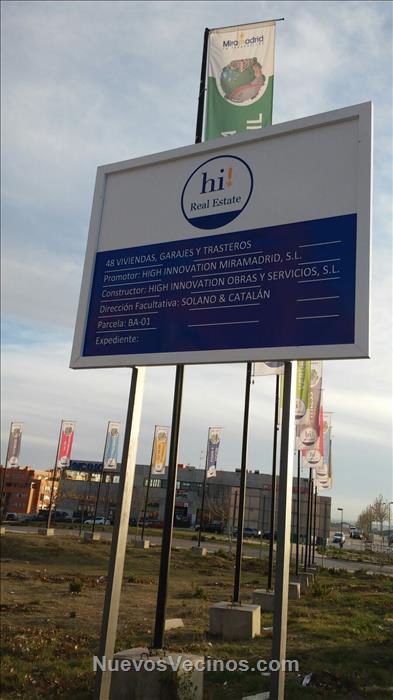 Miramadrid
hi!
Real Estate
48 VIVIENDAS, GARAJES Y TRASTEROS
Promotor: HIGH INNOVATION MIRAMADRID, S.L.
Constructor: HIGH INNOVATION OBRAS Y SERVICIOS, S.L.
Dirección Facultativa: SOLANO & CATALÁN
Parcela: BA-01
Expediente:
NuevosVecinos.com